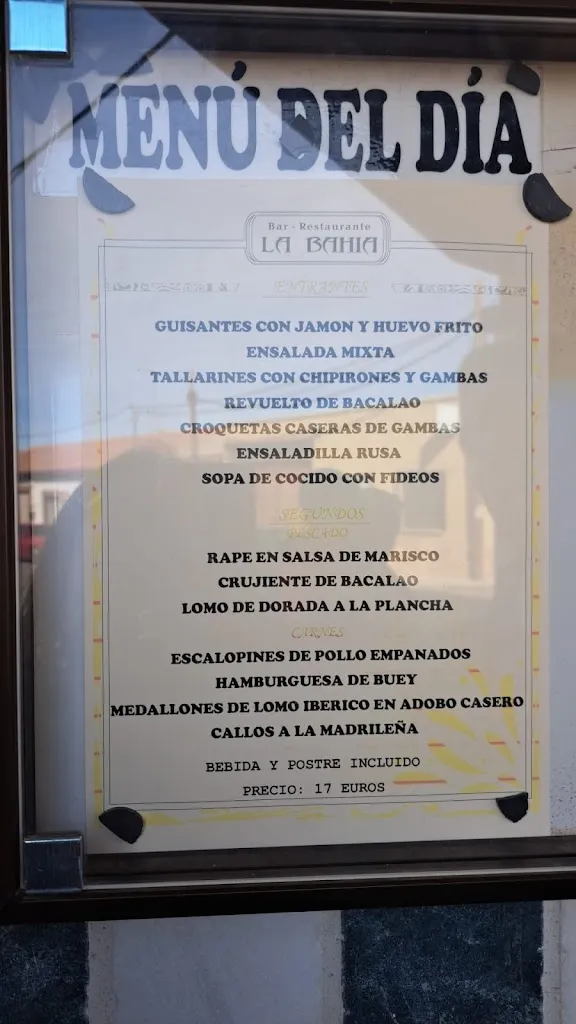 MENÚ DEL DÍA
Bar - Restaurante
LA BAHIA
ENTRANTES
GUISANTES CON JAMON Y HUEVO FRITO
ENSALADA MIXTA
TALLARINES CON CHIPIRONES Y GAMBAS
REVUELTO DE BACALAO
CROQUETAS CASERAS DE GAMBAS
ENSALADILLA RUSA
SOPA DE COCIDO CON FIDEOS
SEGUNDOS
PESCADO
RAPE EN SALSA DE MARISCO
CRUJIENTE DE BACALAO
LOMO DE DORADA A LA PLANCHA
CARNES
ESCALOPINES DE POLLO EMPANADOS
HAMBURGUESA DE BUEY
MEDALLONES DE LOMO IBERICO EN ADOBO CASERO
CALLOS A LA MADRILEÑA
BEBIDA Y POSTRE INCLUIDO
PRECIO: 17 EUROS